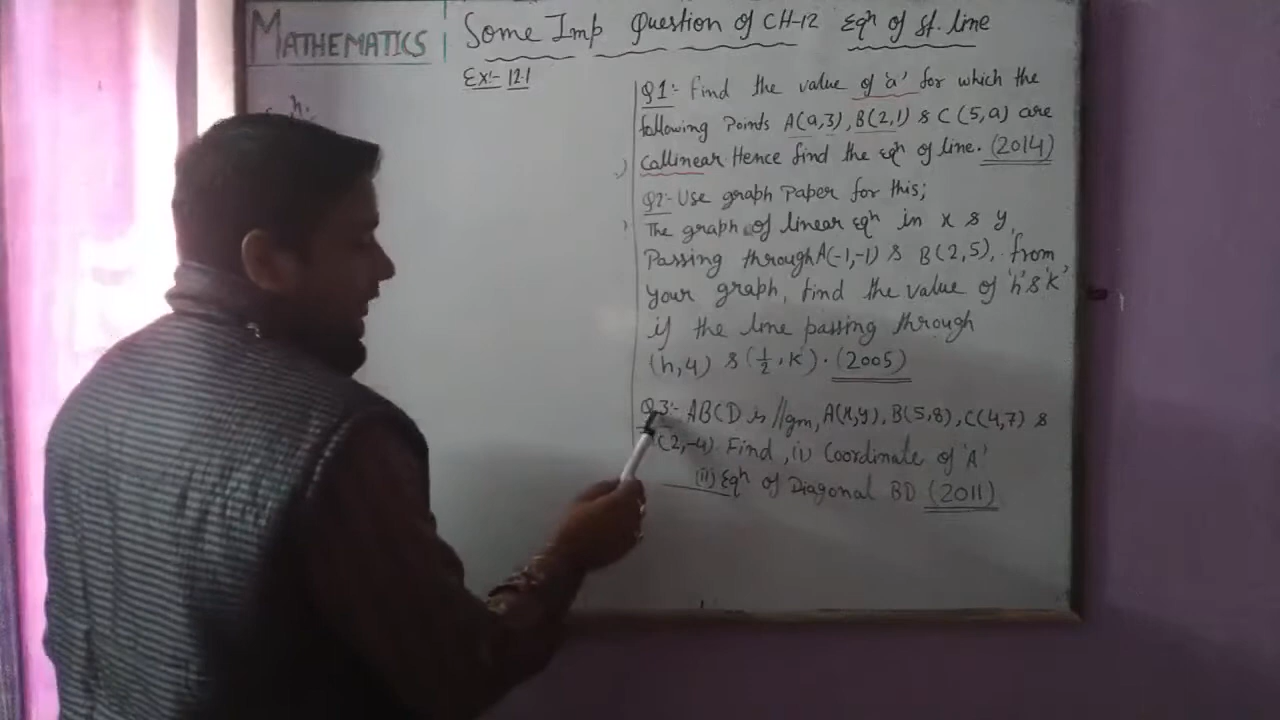 MATHEMATICS
Some Imp Question of CH-12 Eqn of st. line
Ex:- 12.1
Q1:- Find the value of 'a' for which the
following Points A(a,3), B(2,1) & C(5,a) are
collinear Hence find the eqn of line. (2014)
Q2:- Use graph Paper for this;
The graph of linear eqn in x & y,
Passing through A(-1,-1) & B(2,5), from
your graph, find the value of 'h' & 'k'
if the line passing through
(h,4) & (1/2, K). (2005)
Q3:- ABCD is //gm, A(x,y), B(5,8), C(4,7) &
(2,-4). Find, (i) Coordinate of 'A'
(ii) Eqn of Diagonal BD (2011)